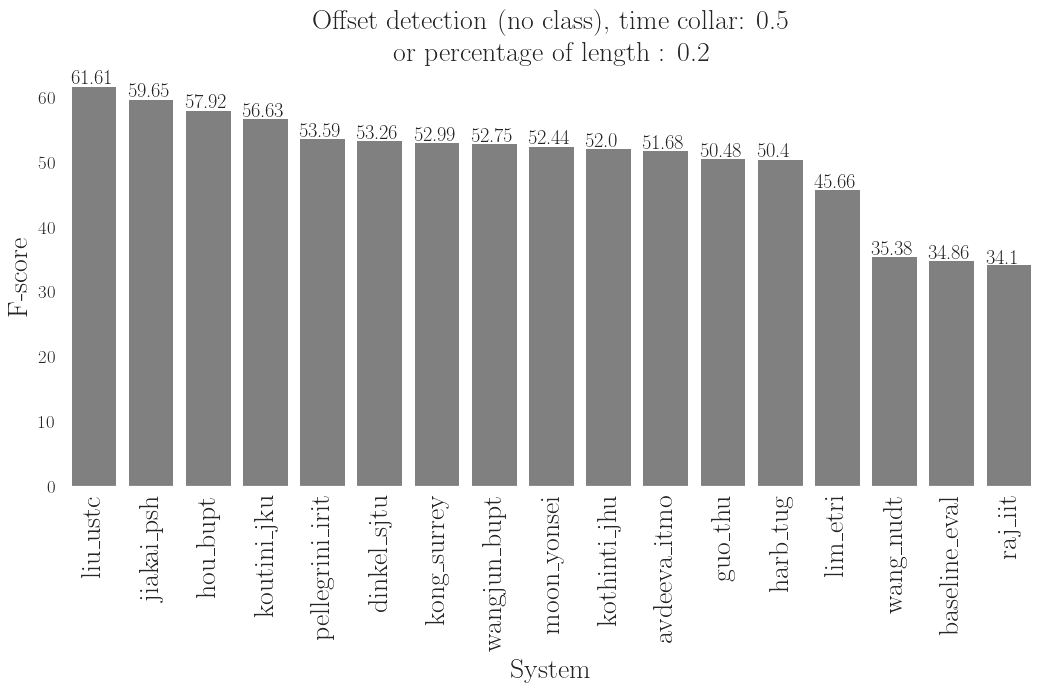 Offset detection (no class), time collar: 0.5
or percentage of length : 0.2
61.61
59.65
57.92
56.63
53.59
53.26
52.99
52.75
52.44
52.0
51.68
50.48
50.4
45.66
35.38
34.86
34.1
60
50
40
30
20
10
0
F-score
liu_ustc
jiakai_psh
hou_bupt
koutini_jku
pellegrini_irit
dinkel_sjtu
kong_surrey
wangjun_bupt
moon_yonsei
kothinti_jhu
avdeeva_itmo
guo_thu
harb_tug
lim_etri
wang_nudt
baseline_eval
raj_iit
System